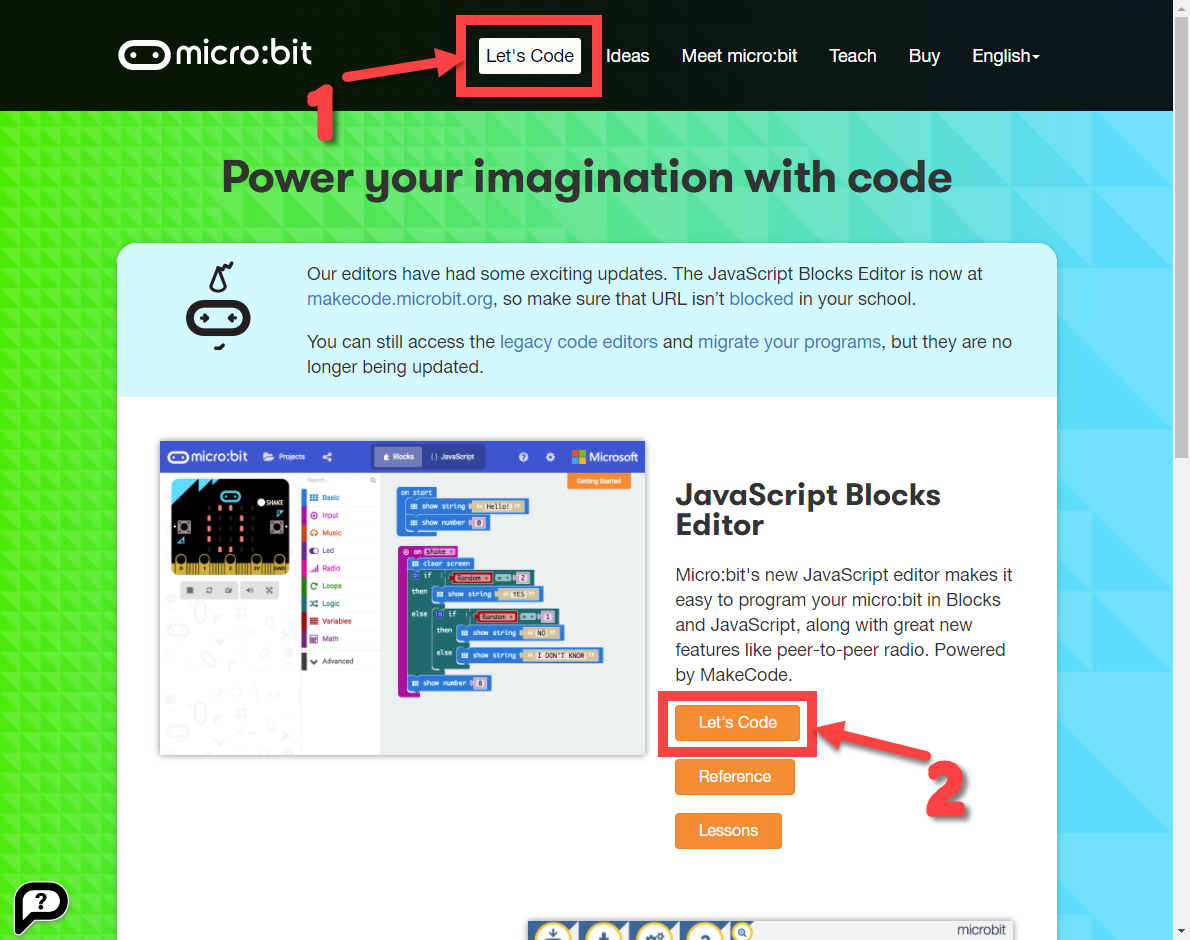 micro:bit
Let's Code
Ideas
Meet micro:bit
Teach
Buy
English
1
Power your imagination with code
Our editors have had some exciting updates. The JavaScript Blocks Editor is now at
makecode.microbit.org, so make sure that URL isn’t blocked in your school.
You can still access the legacy code editors and migrate your programs, but they are no
longer being updated.
micro:bit
Projects
Blocks
{} JavaScript
?
Microsoft
Search...
Getting Started
SHAKE
0 1 2 3V GND
Basic
Input
Music
Led
Radio
Loops
Logic
Variables
Math
Advanced
on start
show string "Hello!"
show number 0
on shake
clear screen
if Random = 2
then show string "YES"
else if Random = 1
then show string "NO"
else show string "I DON'T KNOW"
show number 8
JavaScript Blocks
Editor
Micro:bit's new JavaScript editor makes it
easy to program your micro:bit in Blocks
and JavaScript, along with great new
features like peer-to-peer radio. Powered
by MakeCode.
Let's Code
2
Reference
Lessons
?
microbit